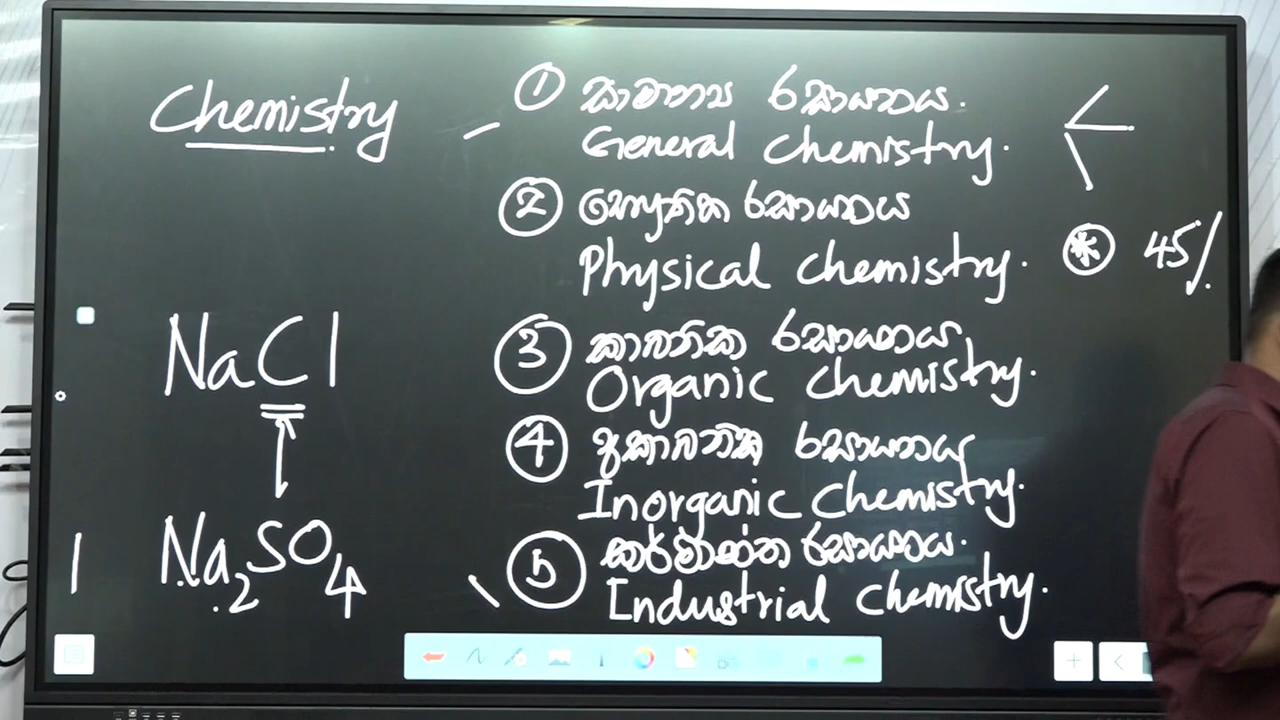 Chemistry
① සාමාන්‍ය රසායනය.
General Chemistry.
② භෞතික රසායනය
Physical Chemistry. 45%
③ කාබනික රසායනය
Organic Chemistry.
④ අකාබනික රසායනය
Inorganic Chemistry.
⑤ කර්මාන්ත රසායනය.
Industrial Chemistry.
NaCl
Na₂SO₄